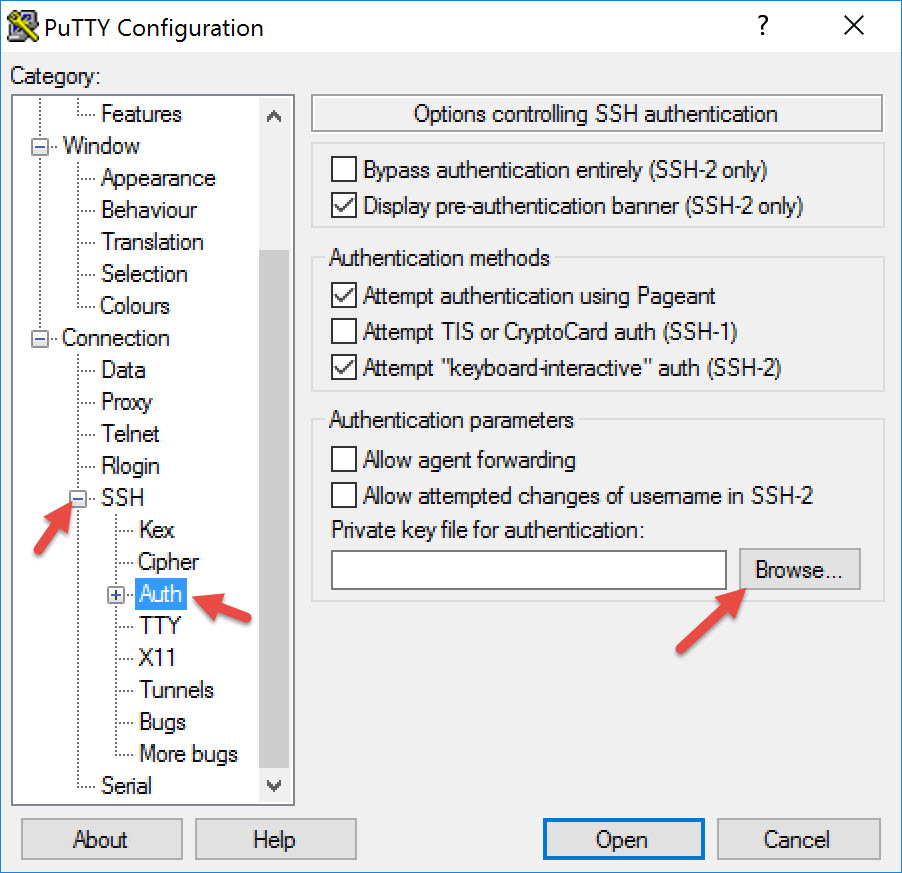 PuTTY Configuration
?
Category:
Features
Window
Appearance
Behaviour
Translation
Selection
Colours
Connection
Data
Proxy
Telnet
Rlogin
SSH
Kex
Cipher
Auth
TTY
X11
Tunnels
Bugs
More bugs
Serial
Options controlling SSH authentication
Bypass authentication entirely (SSH-2 only)
Display pre-authentication banner (SSH-2 only)
Authentication methods
Attempt authentication using Pageant
Attempt TIS or CryptoCard auth (SSH-1)
Attempt "keyboard-interactive" auth (SSH-2)
Authentication parameters
Allow agent forwarding
Allow attempted changes of username in SSH-2
Private key file for authentication:
Browse...
About
Help
Open
Cancel